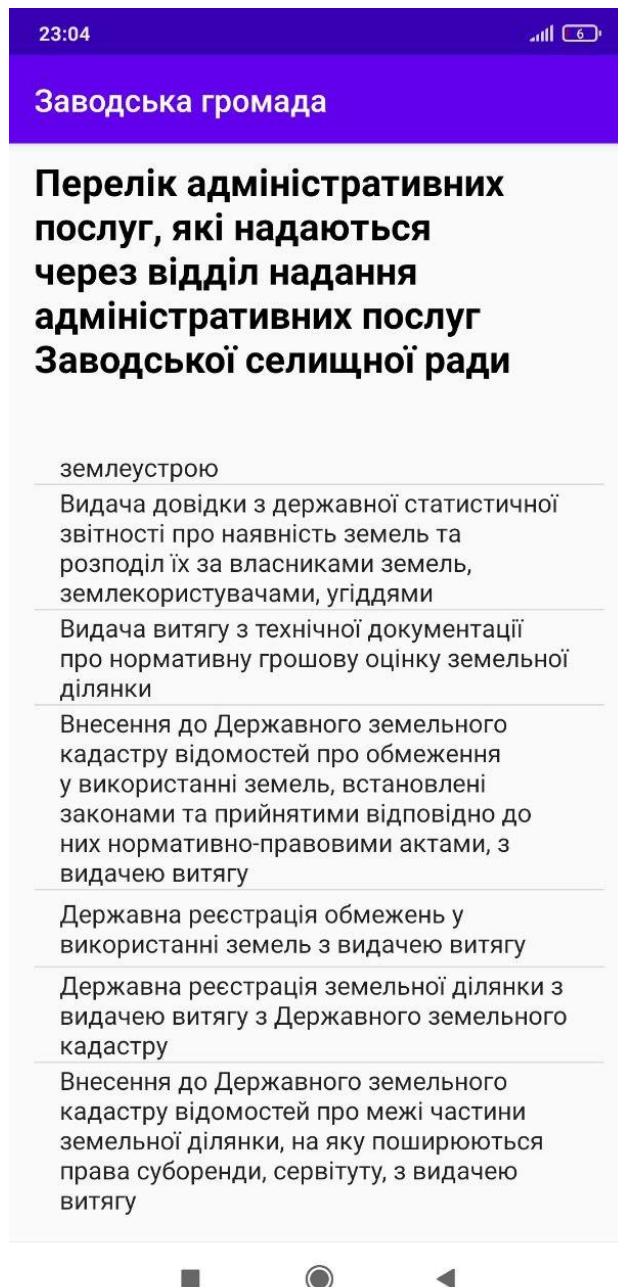 23:04
6
Заводська громада
Перелік адміністративних
послуг, які надаються
через відділ надання
адміністративних послуг
Заводської селищної ради
землеустрою
Видача довідки з державної статистичної
звітності про наявність земель та
розподіл їх за власниками земель,
землекористувачами, угіддями
Видача витягу з технічної документації
про нормативну грошову оцінку земельної
ділянки
Внесення до Державного земельного
кадастру відомостей про обмеження
у використанні земель, встановлені
законами та прийнятими відповідно до
них нормативно-правовими актами, з
видачею витягу
Державна реєстрація обмежень у
використанні земель з видачею витягу
Державна реєстрація земельної ділянки з
видачею витягу з Державного земельного
кадастру
Внесення до Державного земельного
кадастру відомостей про межі частини
земельної ділянки, на яку поширюються
права суборенди, сервітуту, з видачею
витягу